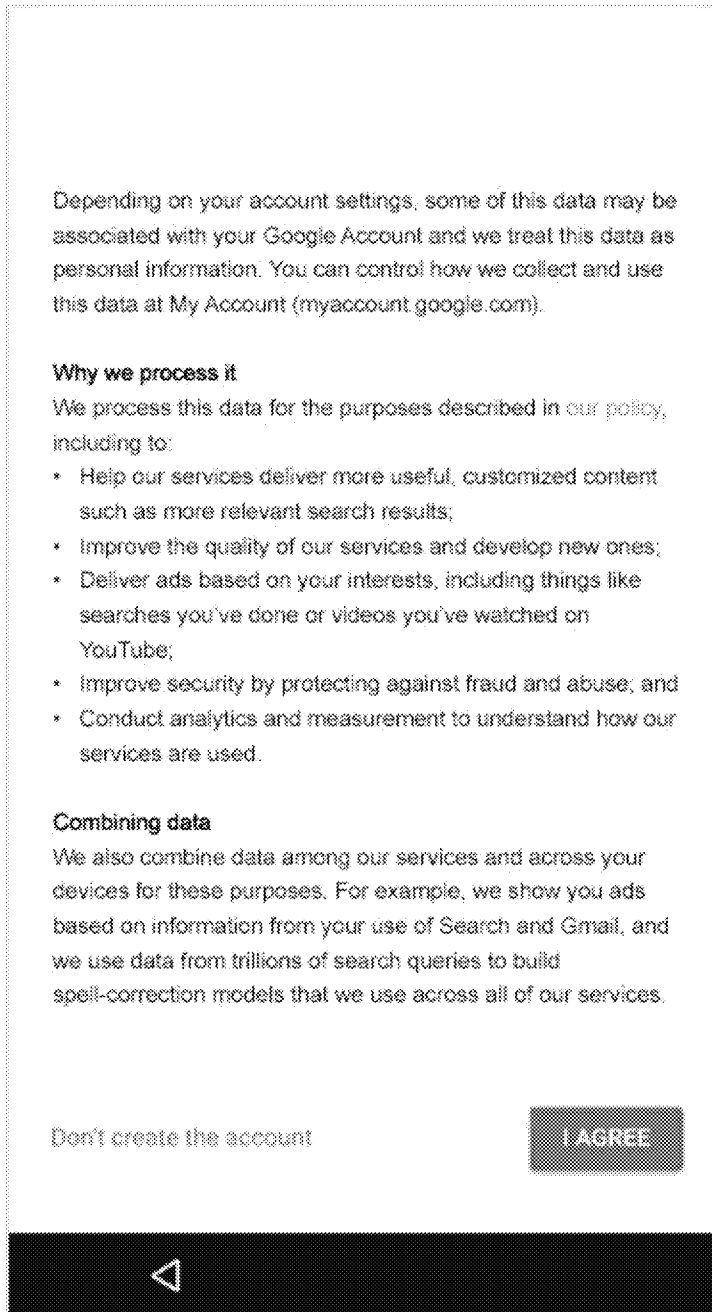 Depending on your account settings, some of this data may be
associated with your Google Account and we treat this data as
personal information. You can control how we collect and use
this data at My Account (myaccount.google.com).
Why we process it
We process this data for the purposes described in our policy,
including to:
• Help our services deliver more useful, customized content
such as more relevant search results;
• Improve the quality of our services and develop new ones;
• Deliver ads based on your interests, including things like
searches you've done or videos you've watched on
YouTube;
• Improve security by protecting against fraud and abuse; and
• Conduct analytics and measurement to understand how our
services are used.
Combining data
We also combine data among our services and across your
devices for these purposes. For example, we show you ads
based on information from your use of Search and Gmail, and
we use data from trillions of search queries to build
spell-correction models that we use across all of our services.
Don't create the account
I AGREE